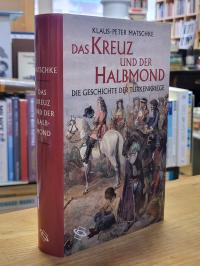 KLAUS-PETER MATSCHKE
DAS KREUZ
UND DER
HALBMOND
DIE GESCHICHTE DER TÜRKENKRIEGE
MATSCHKE
DAS
KREUZ
UND DER
HALB-
MOND